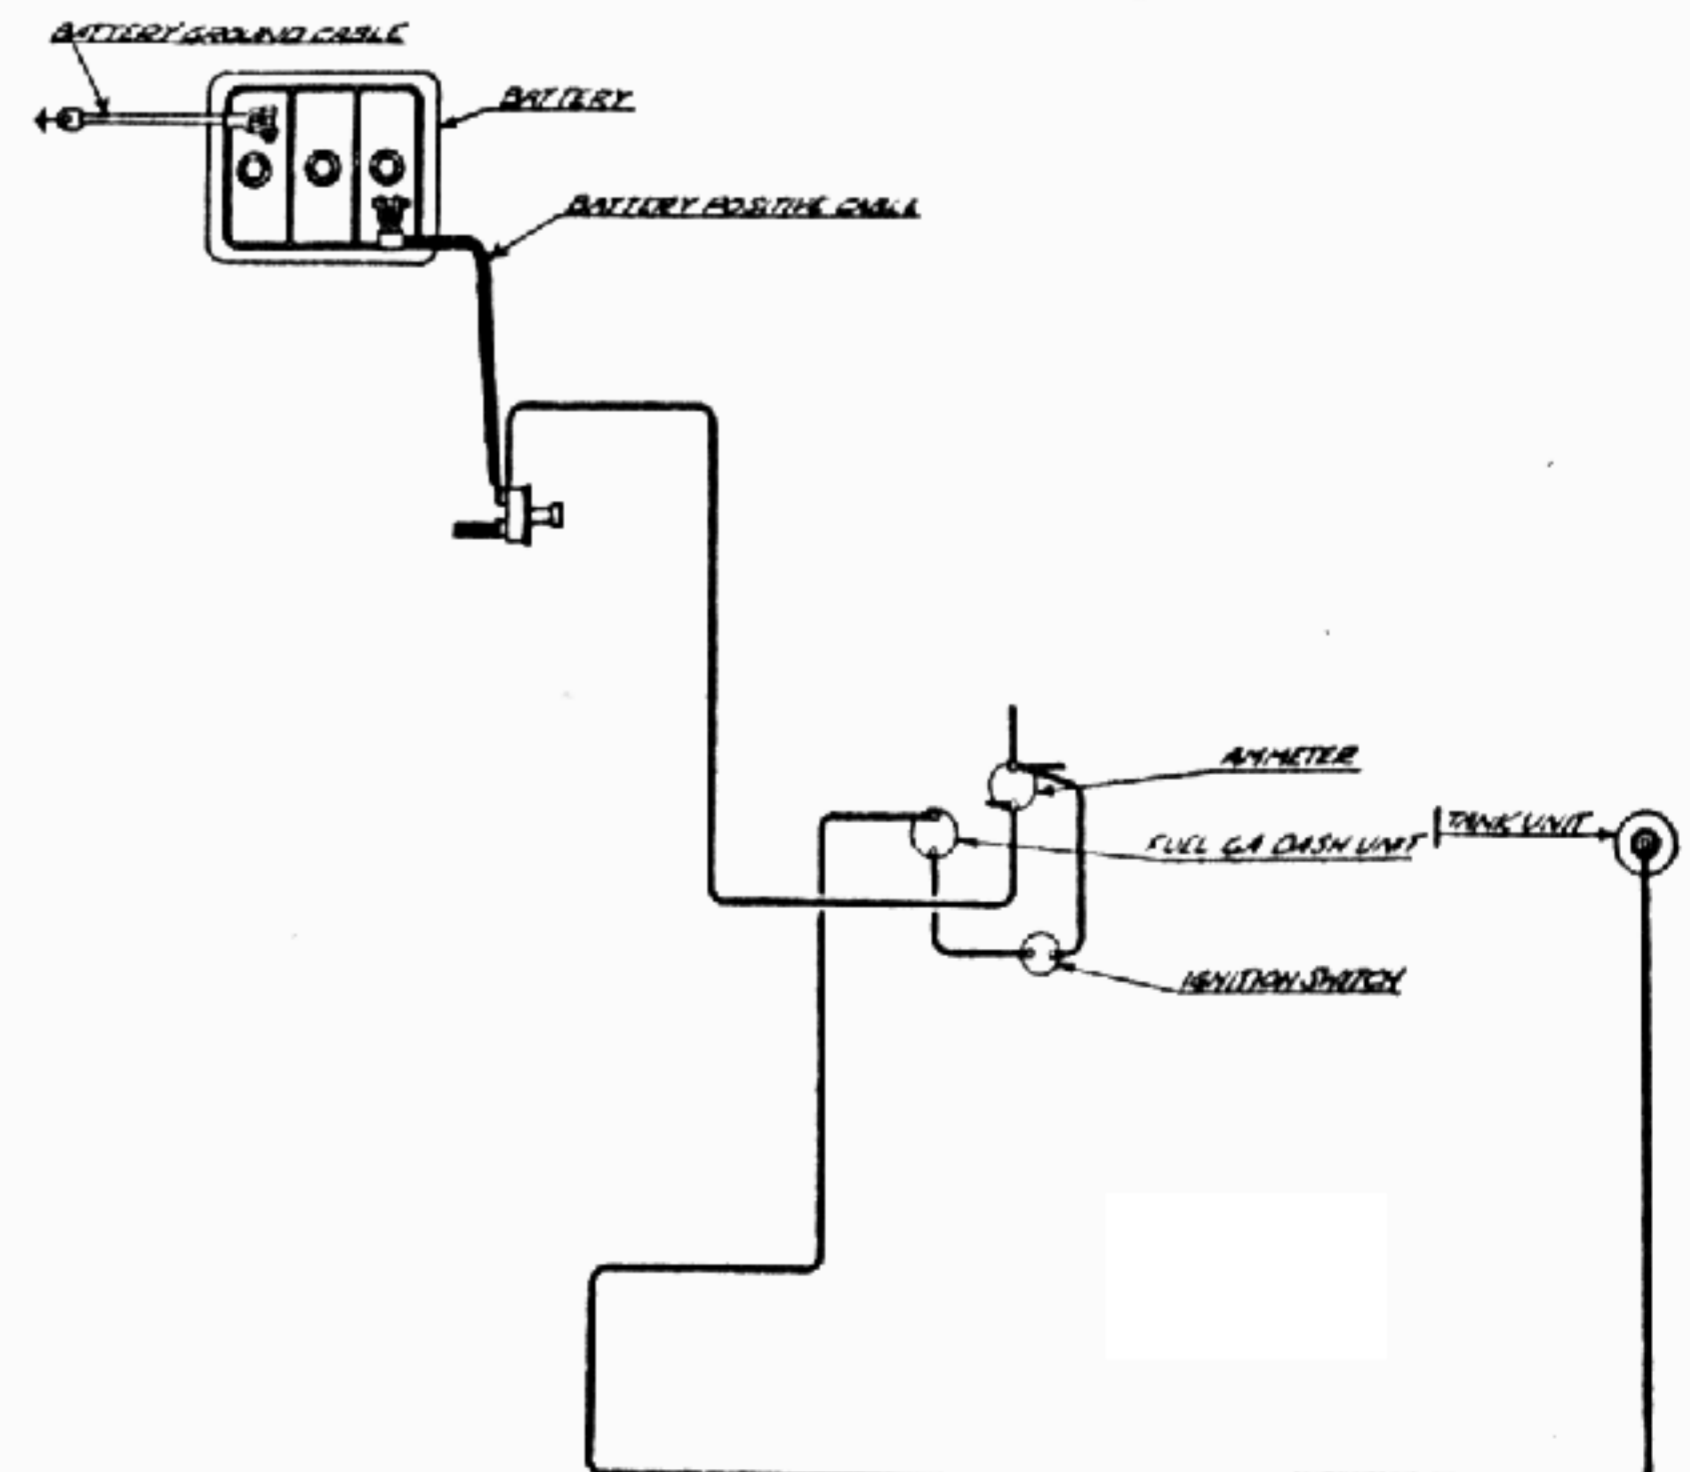 BATTERY GROUND CABLE
BATTERY
BATTERY POSITIVE CABLE
AMMETER
TANK UNIT
FUEL GA DASH UNIT
IGNITION SWITCH